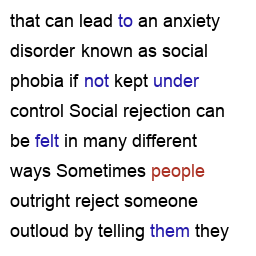 that can lead to an anxiety
disorder known as social
phobia if not kept under
control Social rejection can
be felt in many different
ways Sometimes people
outright reject someone
outloud by telling them they